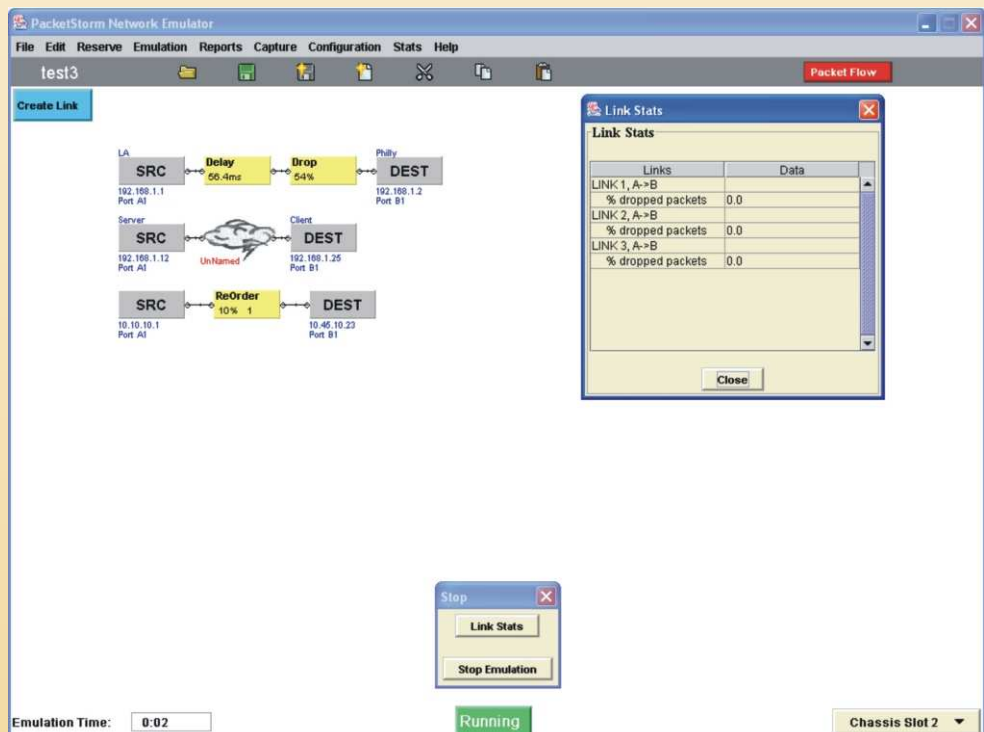 PacketStorm Network Emulator
File Edit Reserve Emulation Reports Capture Configuration Stats Help
test3
Packet Flow
Create Link
LA
SRC
192.168.1.1
Port A1
Delay
56.4ms
Drop
54%
Philly
DEST
192.168.1.2
Port B1
Server
SRC
192.168.1.12
Port A1
UnNamed
Client
DEST
192.168.1.25
Port B1
SRC
10.10.10.1
Port A1
ReOrder
10% 1
DEST
10.45.10.23
Port B1
Link Stats
Link Stats
Links Data
LINK 1, A->B
% dropped packets 0.0
LINK 2, A->B
% dropped packets 0.0
LINK 3, A->B
% dropped packets 0.0
Close
Stop
Link Stats
Stop Emulation
Emulation Time: 0:02
Running
Chassis Slot 2